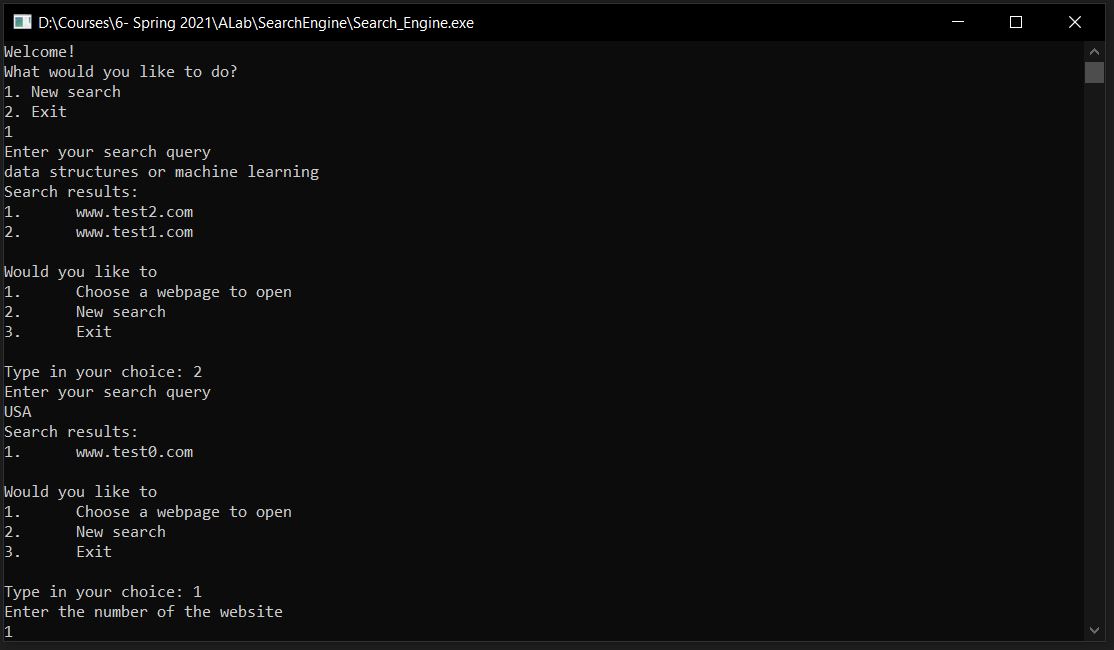 D:\Courses\6- Spring 2021\ALab\SearchEngine\Search_Engine.exe
Welcome!
What would you like to do?
1. New search
2. Exit
1
Enter your search query
data structures or machine learning
Search results:
1.      www.test2.com
2.      www.test1.com

Would you like to
1.      Choose a webpage to open
2.      New search
3.      Exit

Type in your choice: 2
Enter your search query
USA
Search results:
1.      www.test0.com

Would you like to
1.      Choose a webpage to open
2.      New search
3.      Exit

Type in your choice: 1
Enter the number of the website
1